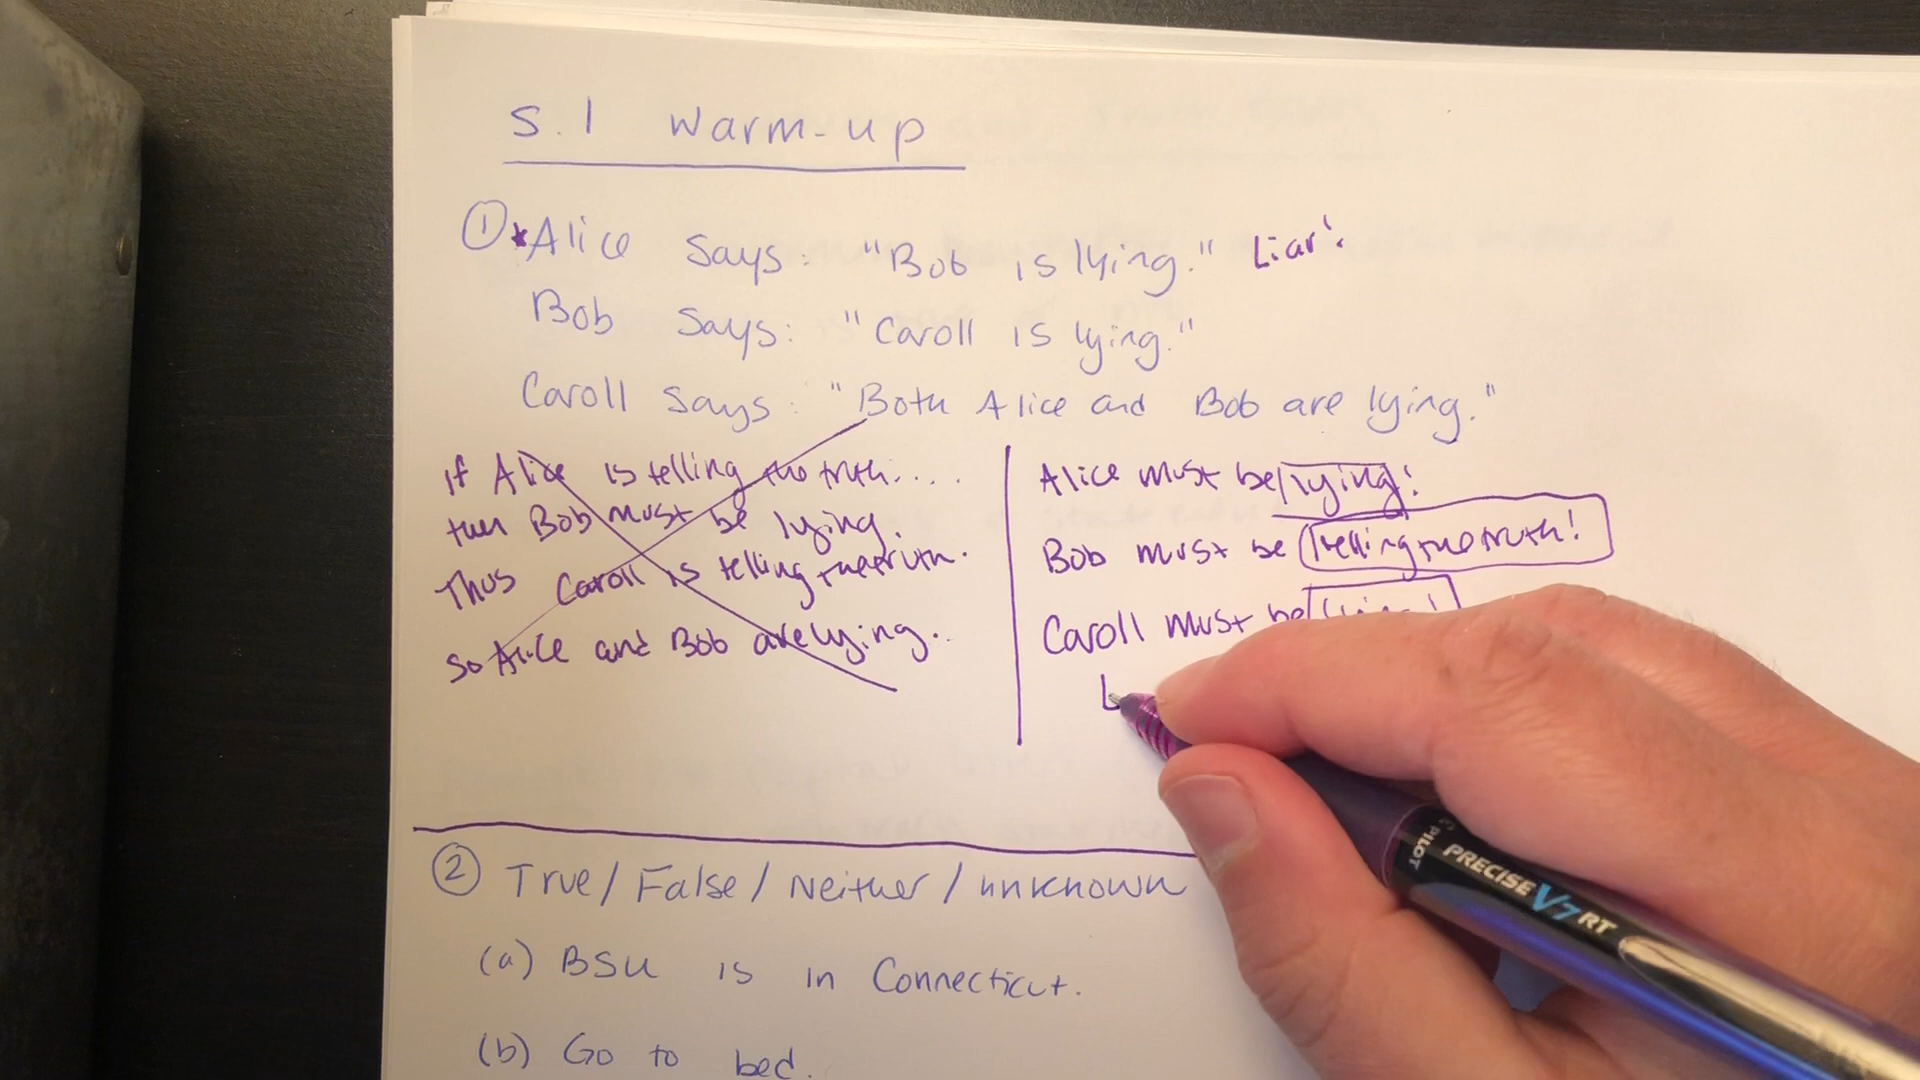 5.1 Warm-up
① *Alice says: "Bob is lying." Liar!
Bob says: "Caroll is lying."
Caroll says: "Both Alice and Bob are lying."
If Alice is telling the truth....
then Bob must be lying.
Thus Caroll is telling the truth.
So Alice and Bob are lying.
Alice must be lying!
Bob must be telling the truth!
Caroll must be lying!
② True/False/Neither/unknown
(a) BSU is in Connecticut.
(b) Go to bed.
PILOT PRECISE V7 RT